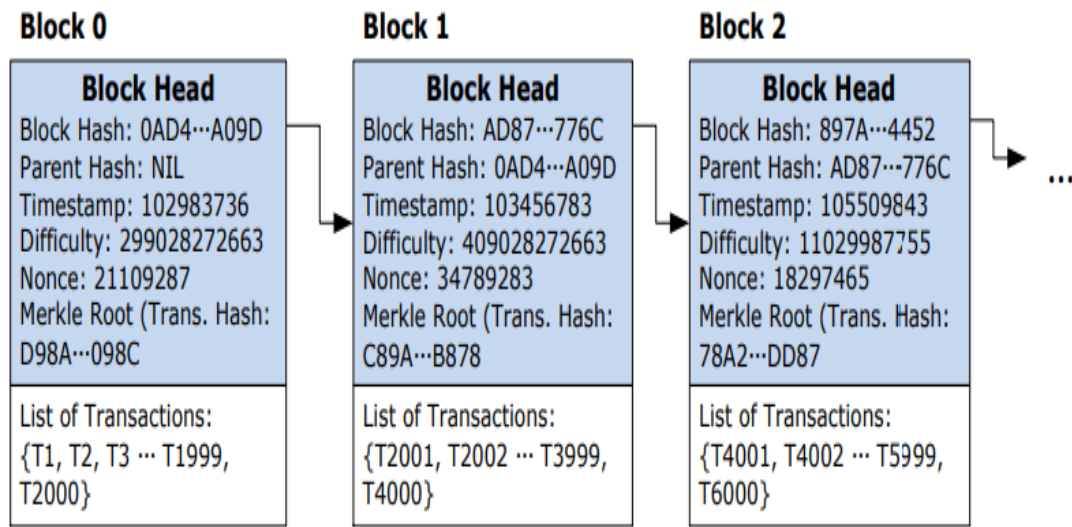 Block 0
Block Head
Block Hash: 0AD4···A09D
Parent Hash: NIL
Timestamp: 102983736
Difficulty: 299028272663
Nonce: 21109287
Merkle Root (Trans. Hash:
D98A···098C
List of Transactions:
{T1, T2, T3 ··· T1999,
T2000}
Block 1
Block Head
Block Hash: AD87···776C
Parent Hash: 0AD4···A09D
Timestamp: 103456783
Difficulty: 409028272663
Nonce: 34789283
Merkle Root (Trans. Hash:
C89A···B878
List of Transactions:
{T2001, T2002 ··· T3999,
T4000}
Block 2
Block Head
Block Hash: 897A···4452
Parent Hash: AD87···776C
Timestamp: 105509843
Difficulty: 11029987755
Nonce: 18297465
Merkle Root (Trans. Hash:
78A2···DD87
List of Transactions:
{T4001, T4002 ··· T5999,
T6000}
...